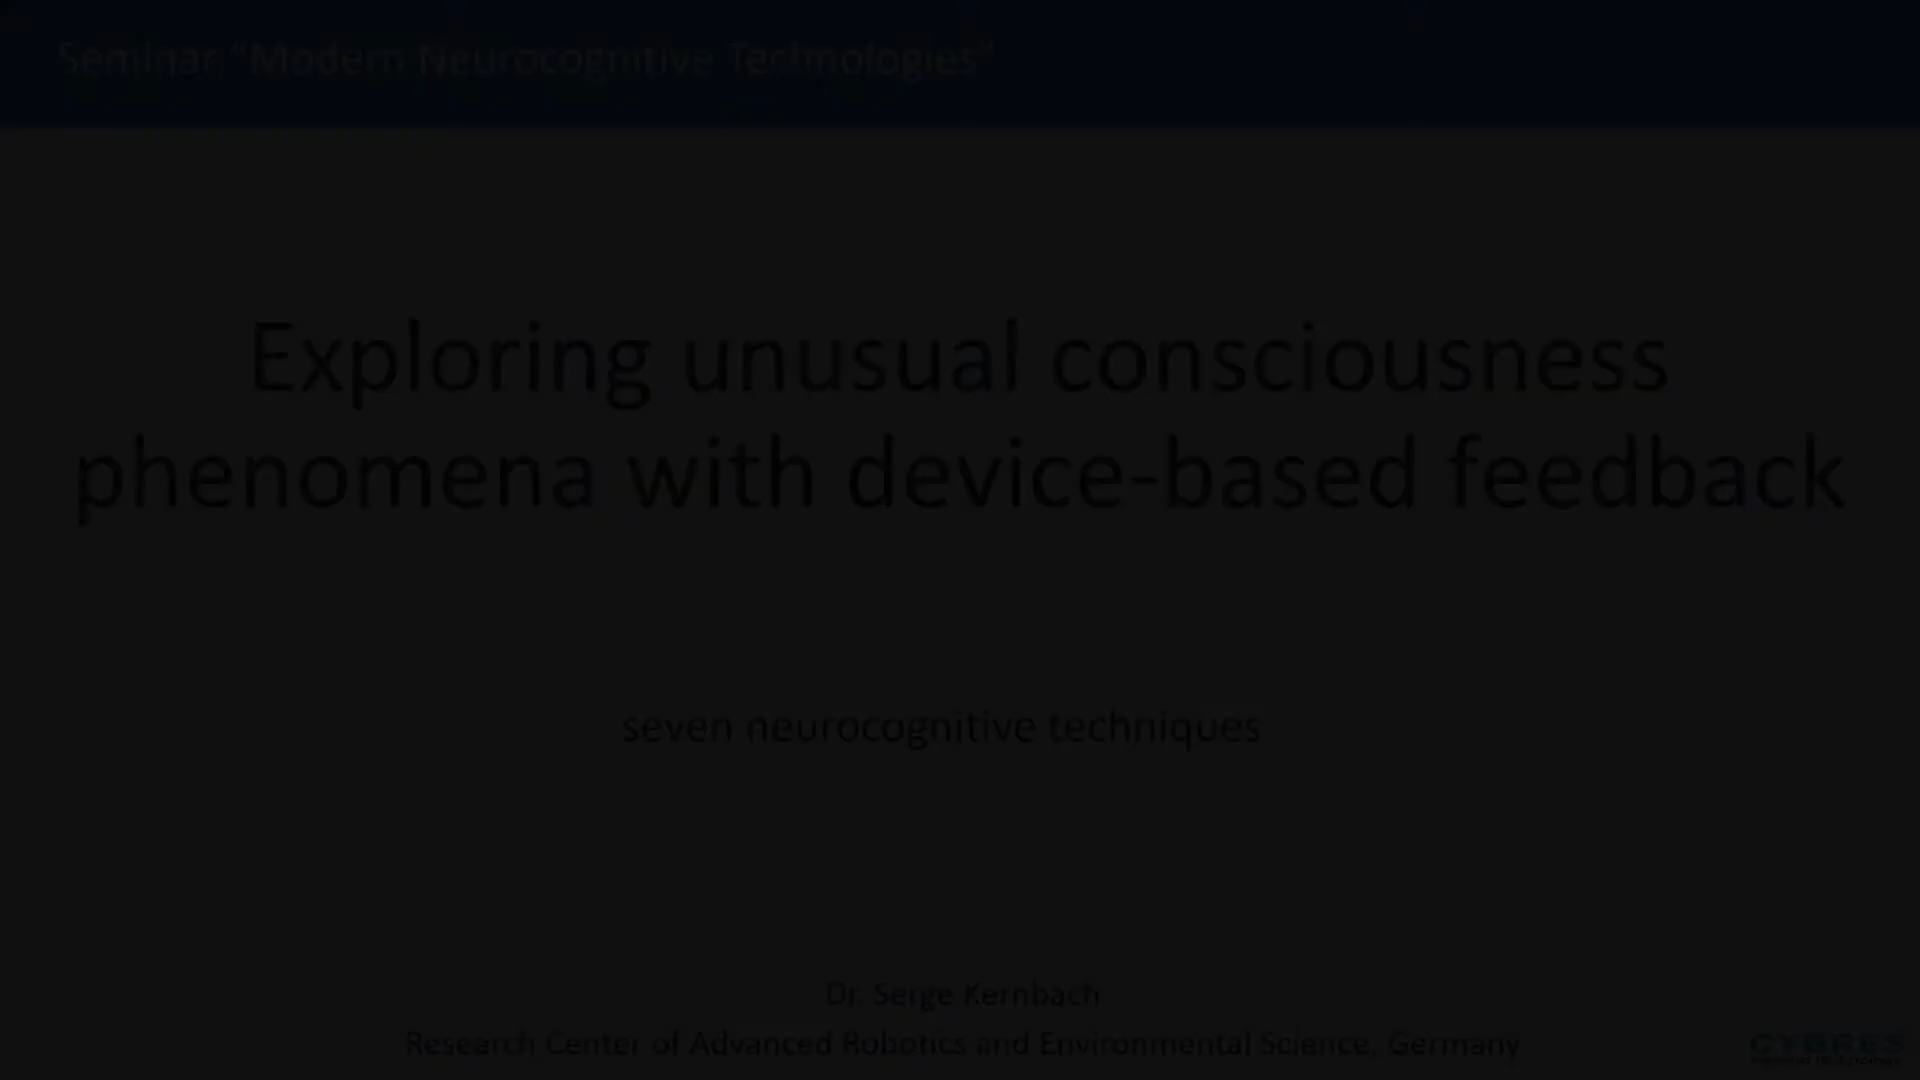 Seminar "Modern Neurocognitive Technologies"
Exploring unusual consciousness
phenomena with device-based feedback
seven neurocognitive techniques
Dr. Serge Kernbach
Research Center of Advanced Robotics and Environmental Science, Germany
CYBRES